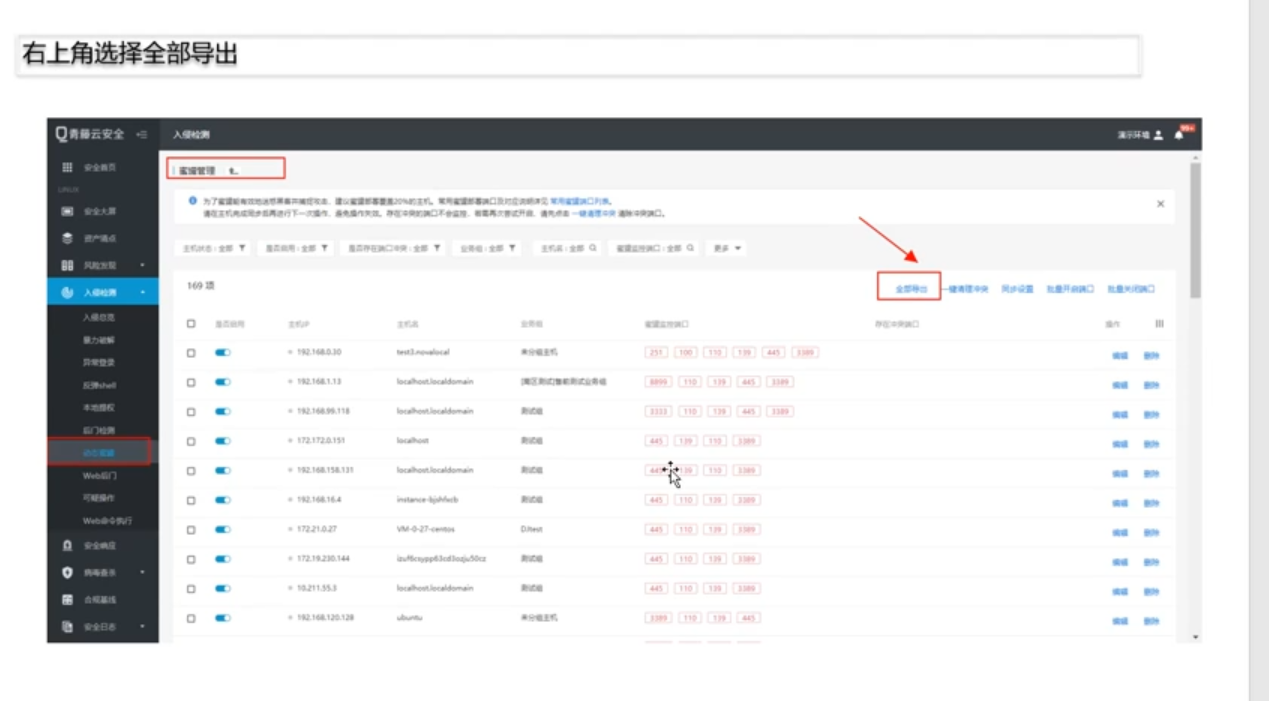 右上角选择全部导出
青藤云安全
入侵检测
演示环境
99+
安全首页
LINUX
安全大屏
资产清点
风险发现
入侵检测
入侵总览
暴力破解
异常登录
反弹shell
本地提权
后门检测
动态蜜罐
Web后门
可疑操作
Web命令执行
安全响应
病毒查杀
合规基线
安全日志
蜜罐管理
为了蜜罐能有效地迷惑黑客并捕捉攻击，建议蜜罐部署覆盖20%的主机。常用蜜罐部署端口及对应说明详见 常用蜜罐端口列表。
请在主机完成同步后再进行下一次操作，避免操作失效。存在冲突的端口不会监控，若需再次尝试开启，请先点击 一键清理冲突 清除冲突端口。
主机状态：全部 是否启用：全部 是否存在端口冲突：全部 业务组：全部 主机名：全部 蜜罐监控端口：全部 更多
169 项
全部导出 一键清理冲突 同步设置 批量开启端口 批量关闭端口
是否启用 主机IP 主机名 业务组 蜜罐监控端口 存在冲突端口 操作
192.168.0.30 test3.novalocal 未分组主机 251 100 110 139 445 3389 编辑 删除
192.168.1.13 localhost.localdomain 8899 110 139 445 3389 编辑 删除
192.168.99.118 localhost.localdomain 测试组 3333 110 139 445 3389 编辑 删除
172.172.0.151 localhost 测试组 445 139 110 3389 编辑 删除
192.168.158.131 localhost.localdomain 测试组 445 139 110 3389 编辑 删除
192.168.16.4 instance-bjshfxcb 测试组 445 110 139 3389 编辑 删除
172.21.0.27 VM-0-27-centos DJtest 445 110 139 3389 编辑 删除
172.19.230.144 izuf6csypp63cd3ozju50cz 测试组 445 110 139 3389 编辑 删除
10.211.55.3 localhost.localdomain 测试组 445 110 139 3389 编辑 删除
192.168.120.128 ubuntu 未分组主机 3389 110 139 445 编辑 删除